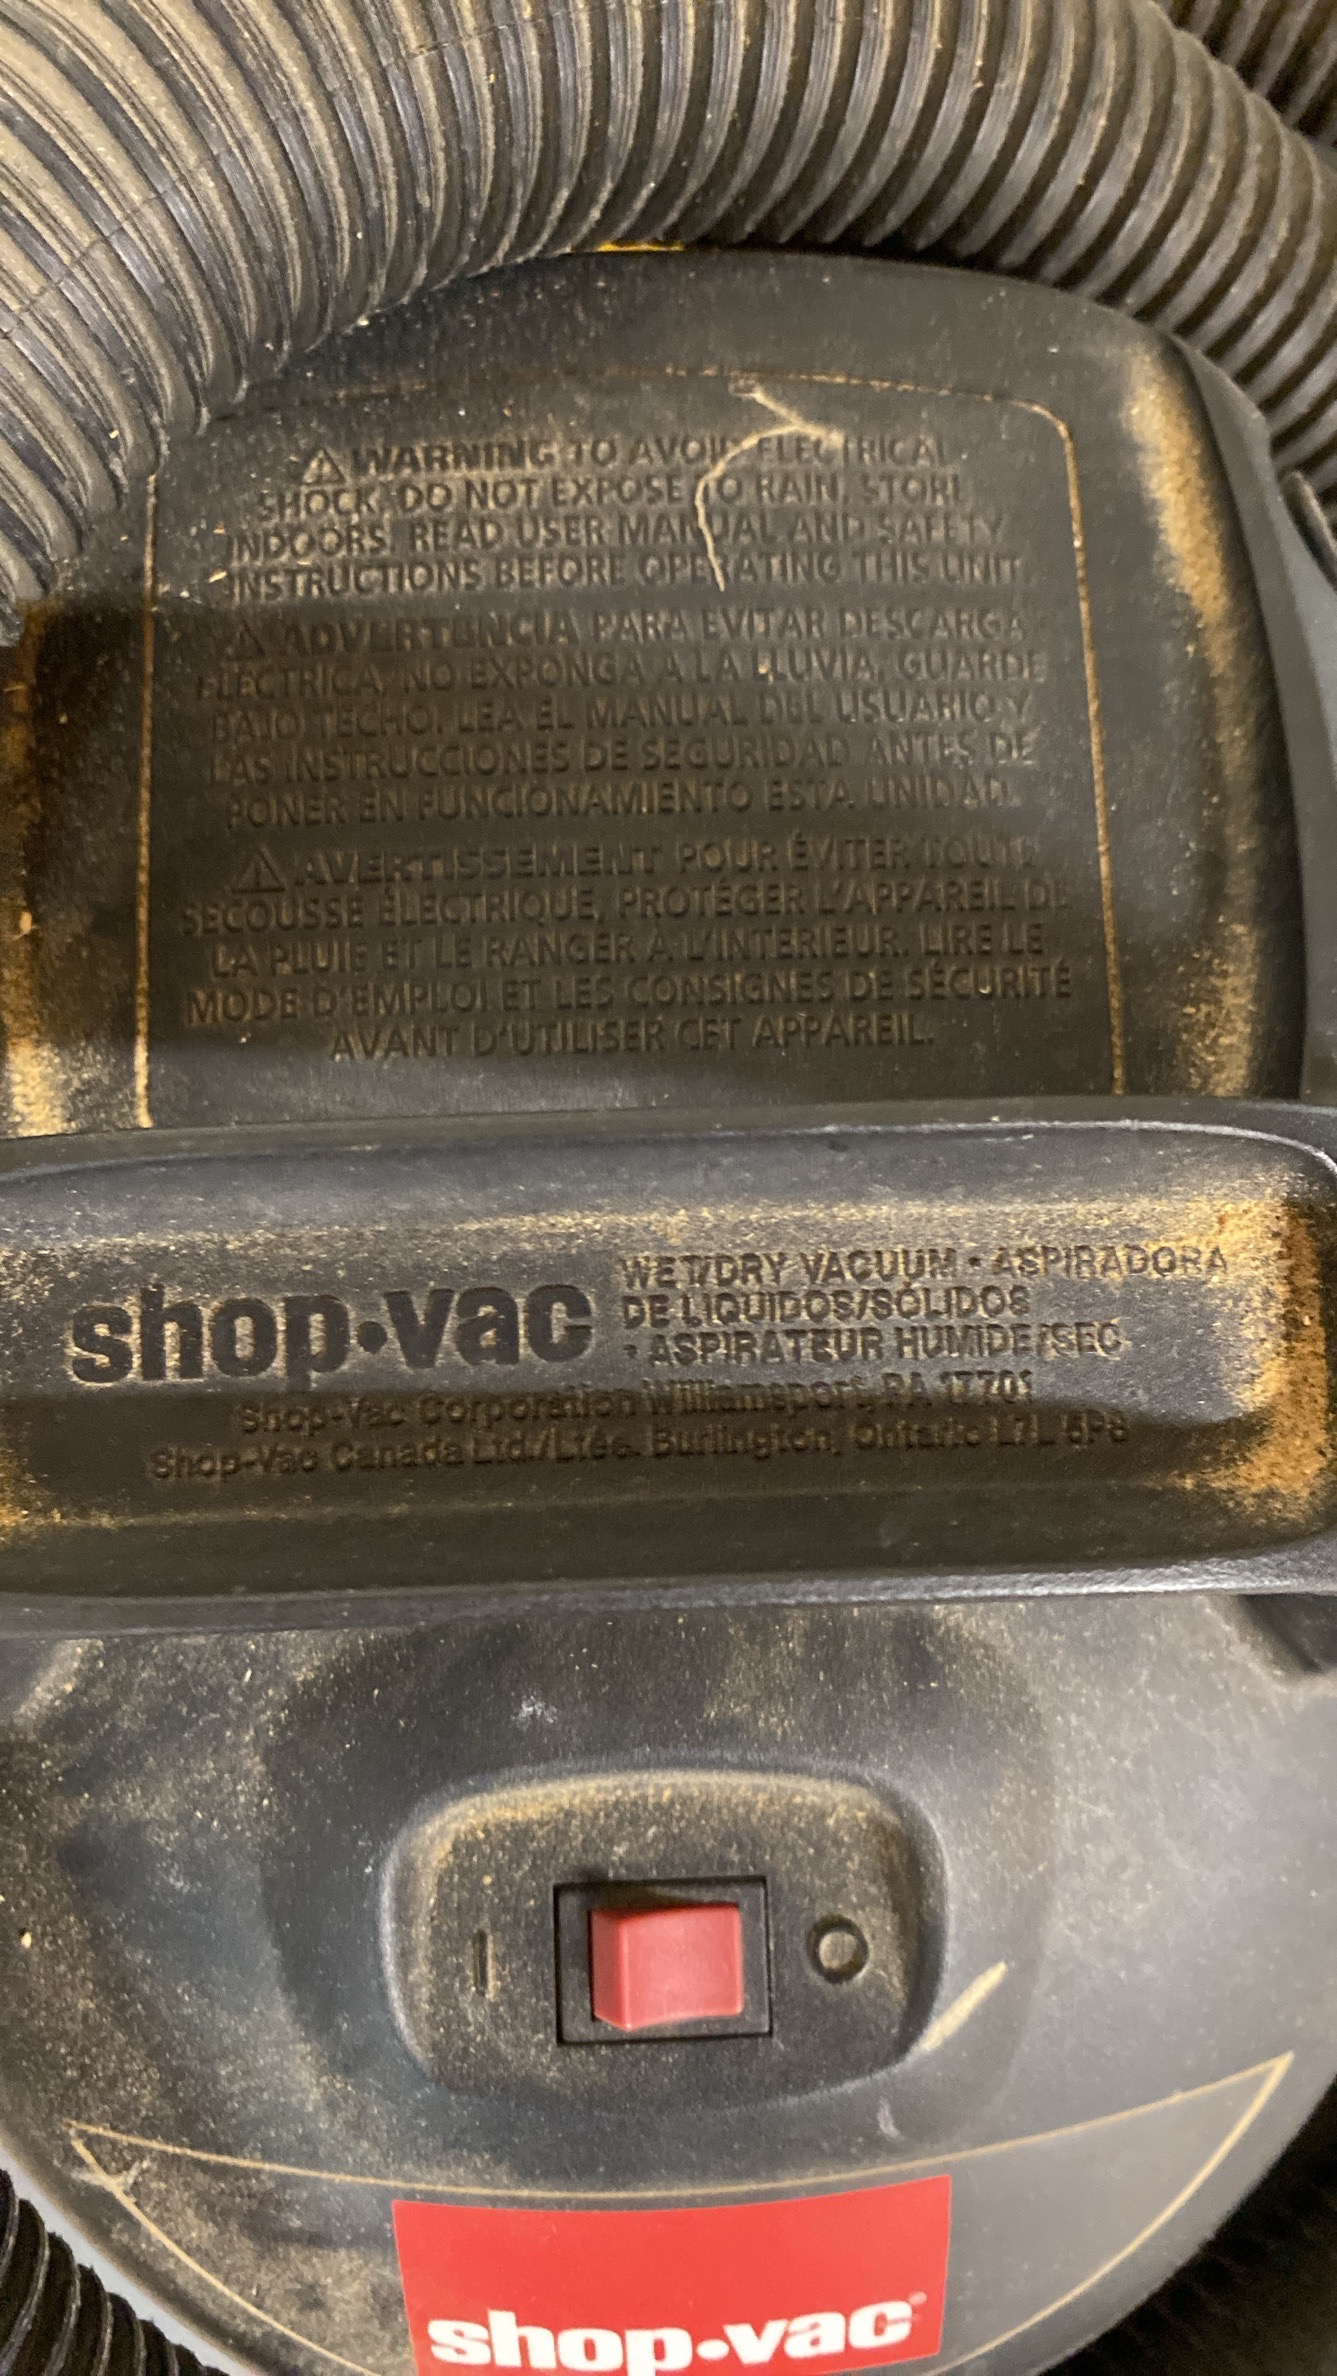 ⚠ WARNING TO AVOID ELECTRICAL
SHOCK, DO NOT EXPOSE TO RAIN. STORE
INDOORS. READ USER MANUAL AND SAFETY
INSTRUCTIONS BEFORE OPERATING THIS UNIT.
⚠ ADVERTENCIA PARA EVITAR DESCARGA
ELECTRICA, NO EXPONGA A LA LLUVIA. GUARDE
BAJO TECHO. LEA EL MANUAL DEL USUARIO Y
LAS INSTRUCCIONES DE SEGURIDAD ANTES DE
PONER EN FUNCIONAMIENTO ESTA UNIDAD.
⚠ AVERTISSEMENT POUR ÉVITER TOUTE
SECOUSSE ÉLECTRIQUE, PROTÉGER L'APPAREIL DE
LA PLUIE ET LE RANGER À L'INTERIEUR. LIRE LE
MODE D'EMPLOI ET LES CONSIGNES DE SÉCURITÉ
AVANT D'UTILISER CET APPAREIL.
shop•vac WET/DRY VACUUM • ASPIRADORA
DE LIQUIDOS/SÓLIDOS
• ASPIRATEUR HUMIDE/SEC
Shop-Vac Corporation Williamsport, PA 17701
Shop-Vac Canada Ltd./Ltée. Burlington, Ontario L7L 5P8
I O
shop•vac®